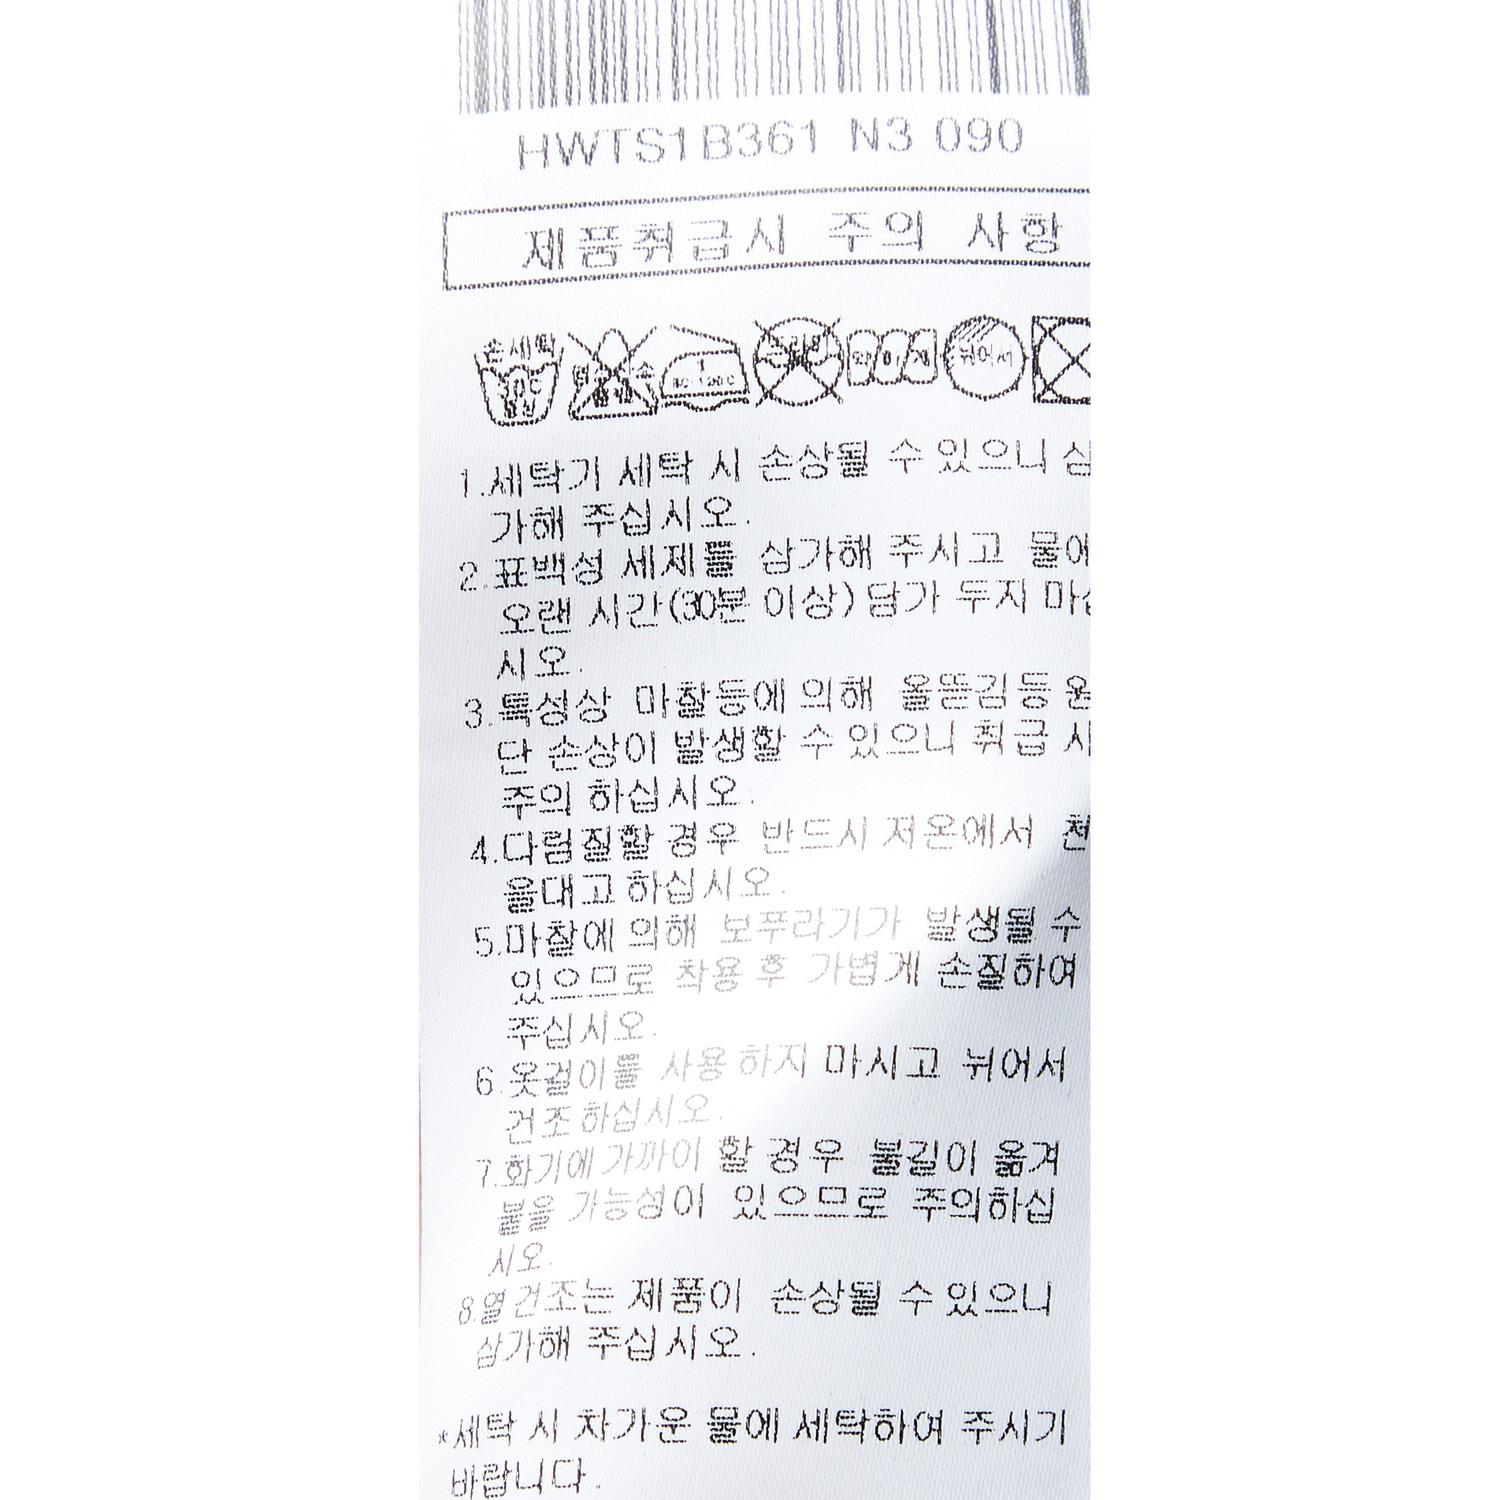 HWTS1B361 N3 090
제품취급시 주의 사항
손세탁
30℃
중성
80-120℃
드라이
약하게
뉘어서
1.세탁기 세탁 시 손상될 수 있으니 삼
가해 주십시오.
2.표백성 세제를 삼가해 주시고 물에
오랜 시간(30분 이상) 담가 두지 마십
시오.
3.특성상 마찰등에 의해 올뜯김 등 원
단 손상이 발생할 수 있으니 취급 시
주의 하십시오.
4.다림질할 경우 반드시 저온에서 천
을대고 하십시오.
5.마찰에 의해 보푸라기가 발생될 수
있으므로 착용 후 가볍게 손질하여
주십시오.
6.옷걸이를 사용 하지 마시고 뉘어서
건조 하십시오.
7.화기에 가까이 할 경우 불길이 옮겨
붙을 가능성이 있으므로 주의하십
시오.
8.열건조는 제품이 손상될 수 있으니
삼가해 주십시오.
*세탁 시 차가운 물에 세탁하여 주시기
바랍니다.